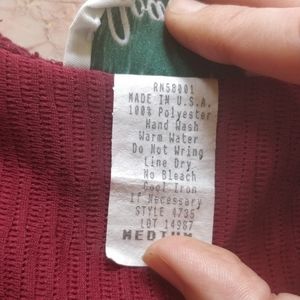 RN58001
MADE IN U.S.A.
100% Polyester
Hand Wash
Warm Water
Do Not Wring
Line Dry
No Bleach
Cool Iron
If Necessary
STYLE 4735
LOT 14987
MEDIUM